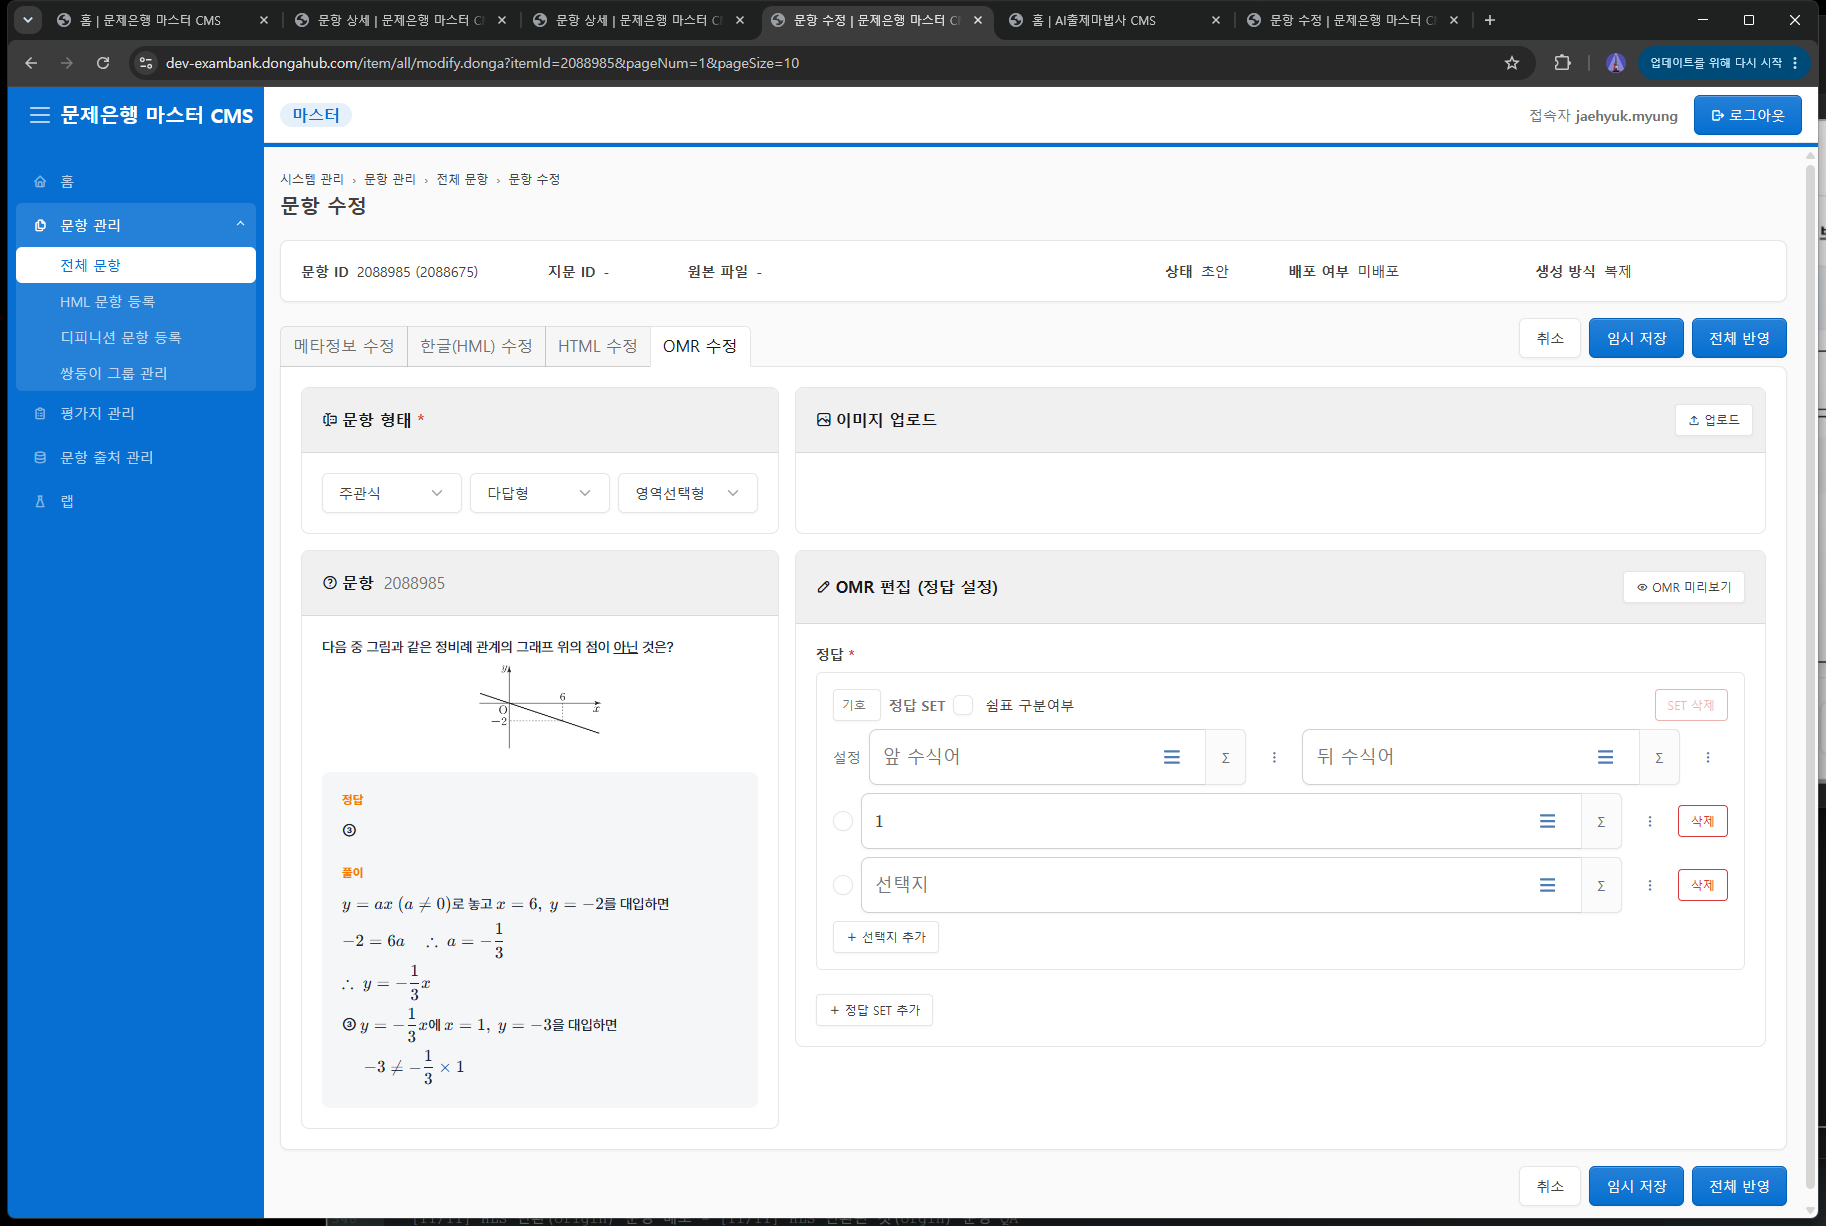 홈 | 문제은행 마스터 CMS
문항 상세 | 문제은행 마스터 C
문항 상세 | 문제은행 마스터 C
문항 수정 | 문제은행 마스터 C
홈 | AI출제마법사 CMS
문항 수정 | 문제은행 마스터 C
dev-exambank.dongahub.com/item/all/modify.donga?itemId=2088985&pageNum=1&pageSize=10
업데이트를 위해 다시 시작
문제은행 마스터 CMS
마스터
접속자 jaehyuk.myung
로그아웃
홈
문항 관리
전체 문항
HML 문항 등록
디피니션 문항 등록
쌍둥이 그룹 관리
평가지 관리
문항 출처 관리
랩
시스템 관리 › 문항 관리 › 전체 문항 › 문항 수정
문항 수정
문항 ID 2088985 (2088675)
지문 ID -
원본 파일 -
상태 초안
배포 여부 미배포
생성 방식 복제
메타정보 수정
한글(HML) 수정
HTML 수정
OMR 수정
취소
임시 저장
전체 반영
문항 형태 *
주관식
다답형
영역선택형
이미지 업로드
업로드
문항 2088985
다음 중 그림과 같은 정비례 관계의 그래프 위의 점이 아닌 것은?
y
6
O
x
−2
정답
③
풀이
y = ax (a ≠ 0)로 놓고 x = 6, y = −2를 대입하면
−2 = 6a ∴ a = −1/3
∴ y = −1/3x
③ y = −1/3x에 x = 1, y = −3을 대입하면
−3 ≠ −1/3 × 1
OMR 편집 (정답 설정)
OMR 미리보기
정답 *
기호
정답 SET
쉼표 구분여부
SET 삭제
설정
앞 수식어
Σ
뒤 수식어
Σ
1
Σ
삭제
선택지
Σ
삭제
+ 선택지 추가
+ 정답 SET 추가
취소
임시 저장
전체 반영